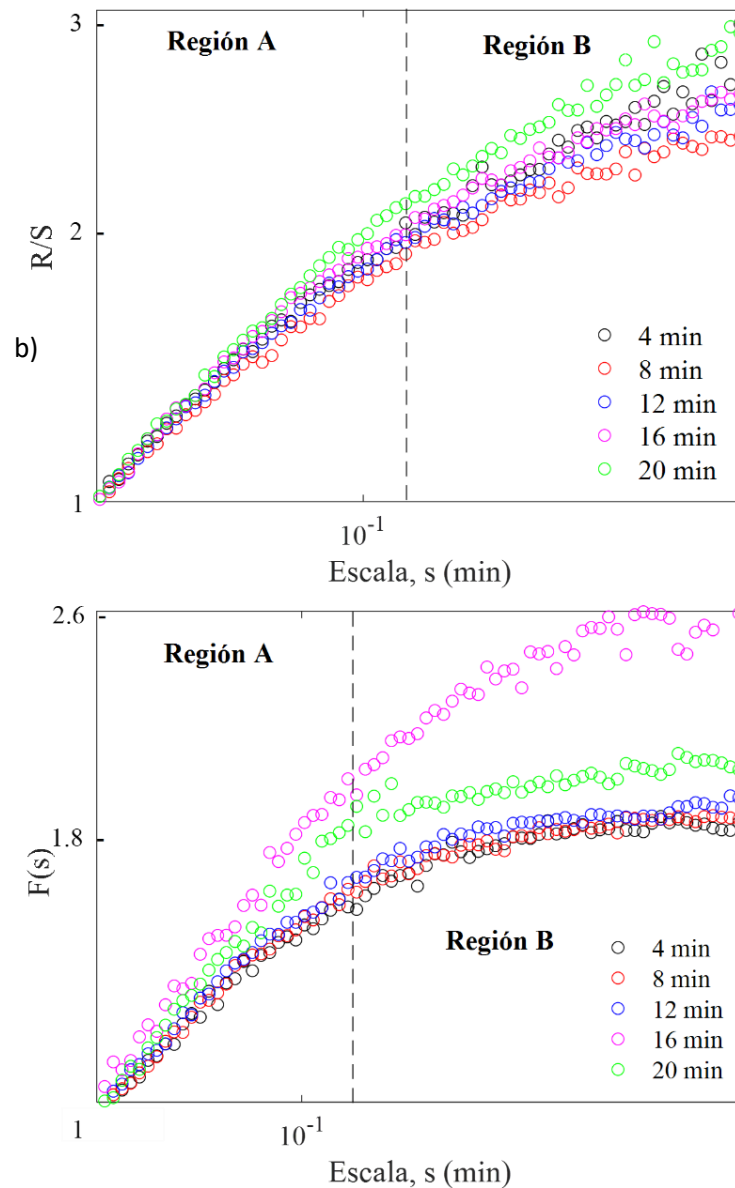 3
Región A
Región B
2
R/S
b)
4 min
8 min
12 min
16 min
20 min
1
10-1
Escala, s (min)
2.6
Región A
1.8
F(s)
Región B
4 min
8 min
12 min
16 min
20 min
1
10-1
Escala, s (min)